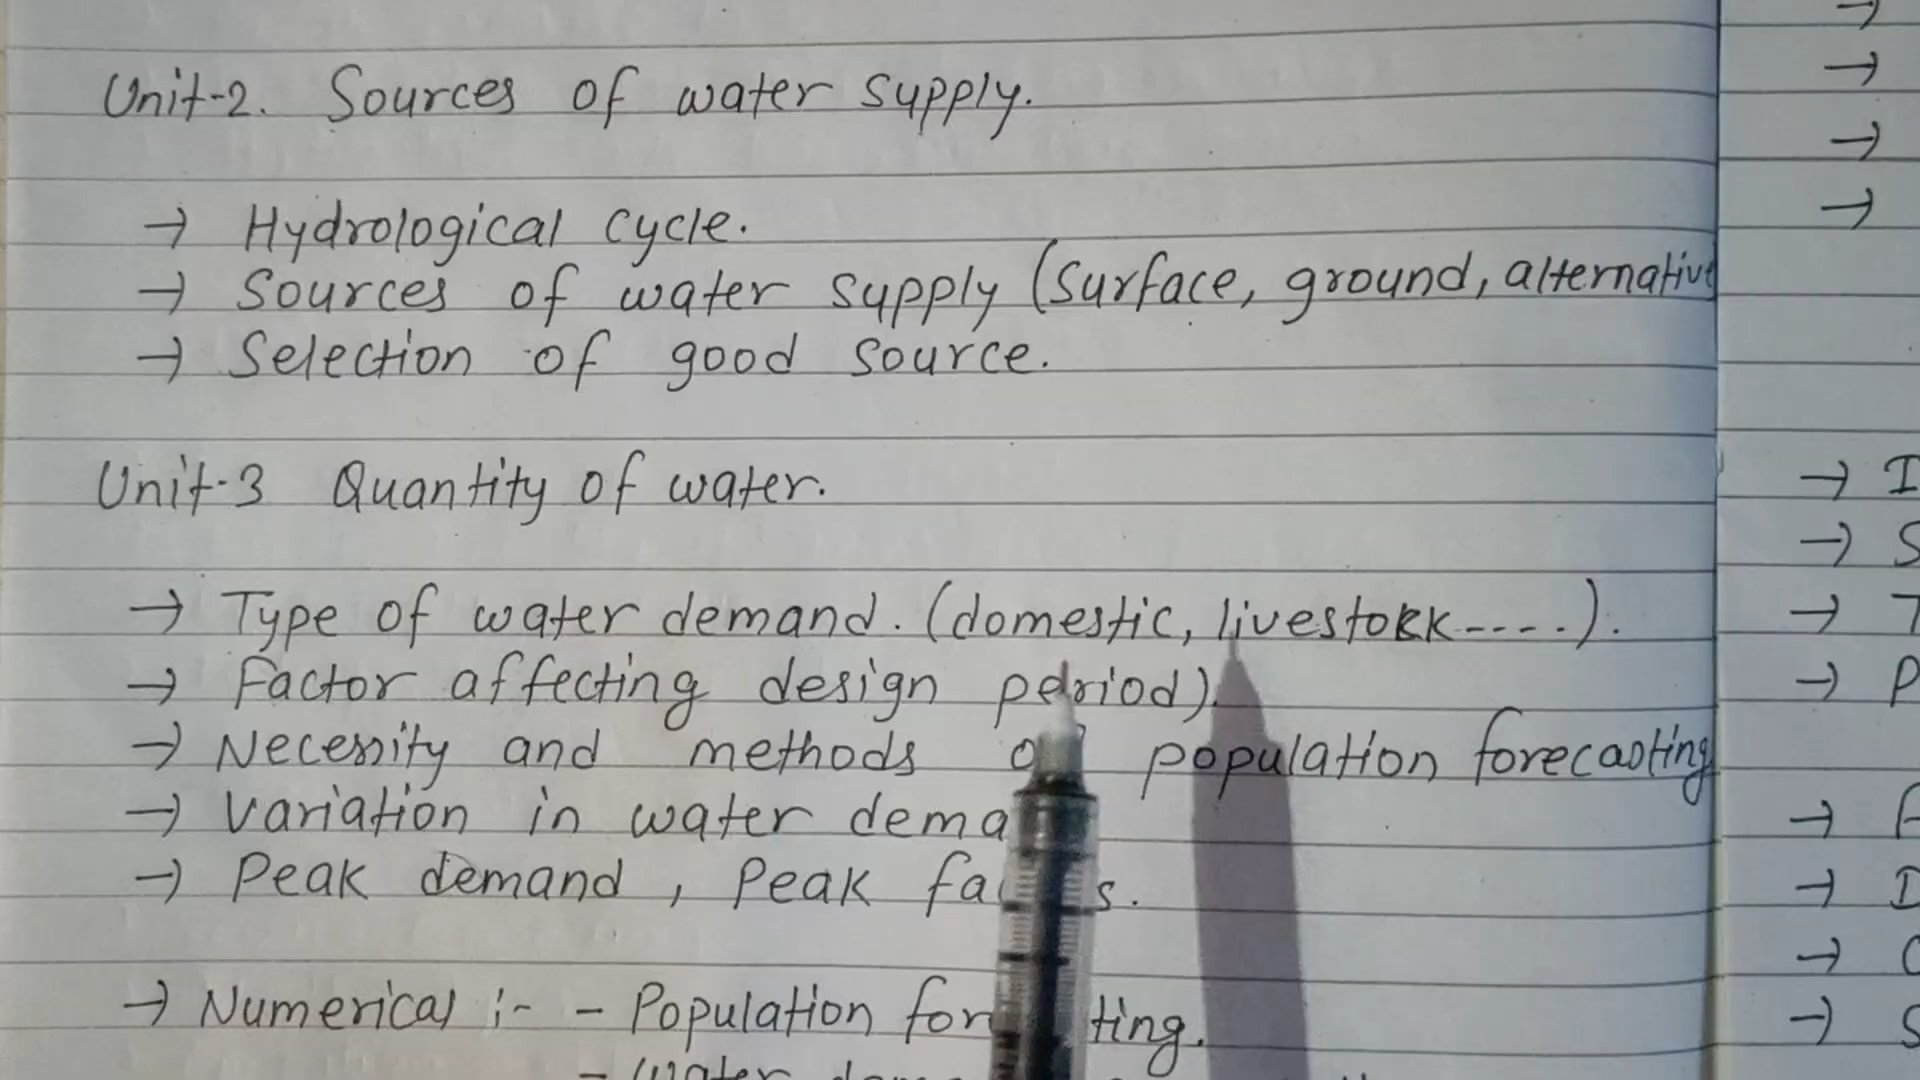 Unit-2. Sources of water supply.
→ Hydrological cycle.
→ Sources of water supply (surface, ground, alternative
→ Selection of good source.
Unit-3 Quantity of water.
→ Type of water demand. (domestic, livestokk ----.).
→ Factor affecting design period).
→ Necessity and methods population forecasting
→ Variation in water
→ Peak demand, Peak
→ Numerical :- - Population
- water
→
→
→
→
→ I
→ S
→ T
→ P
→
→ D
→
→ S